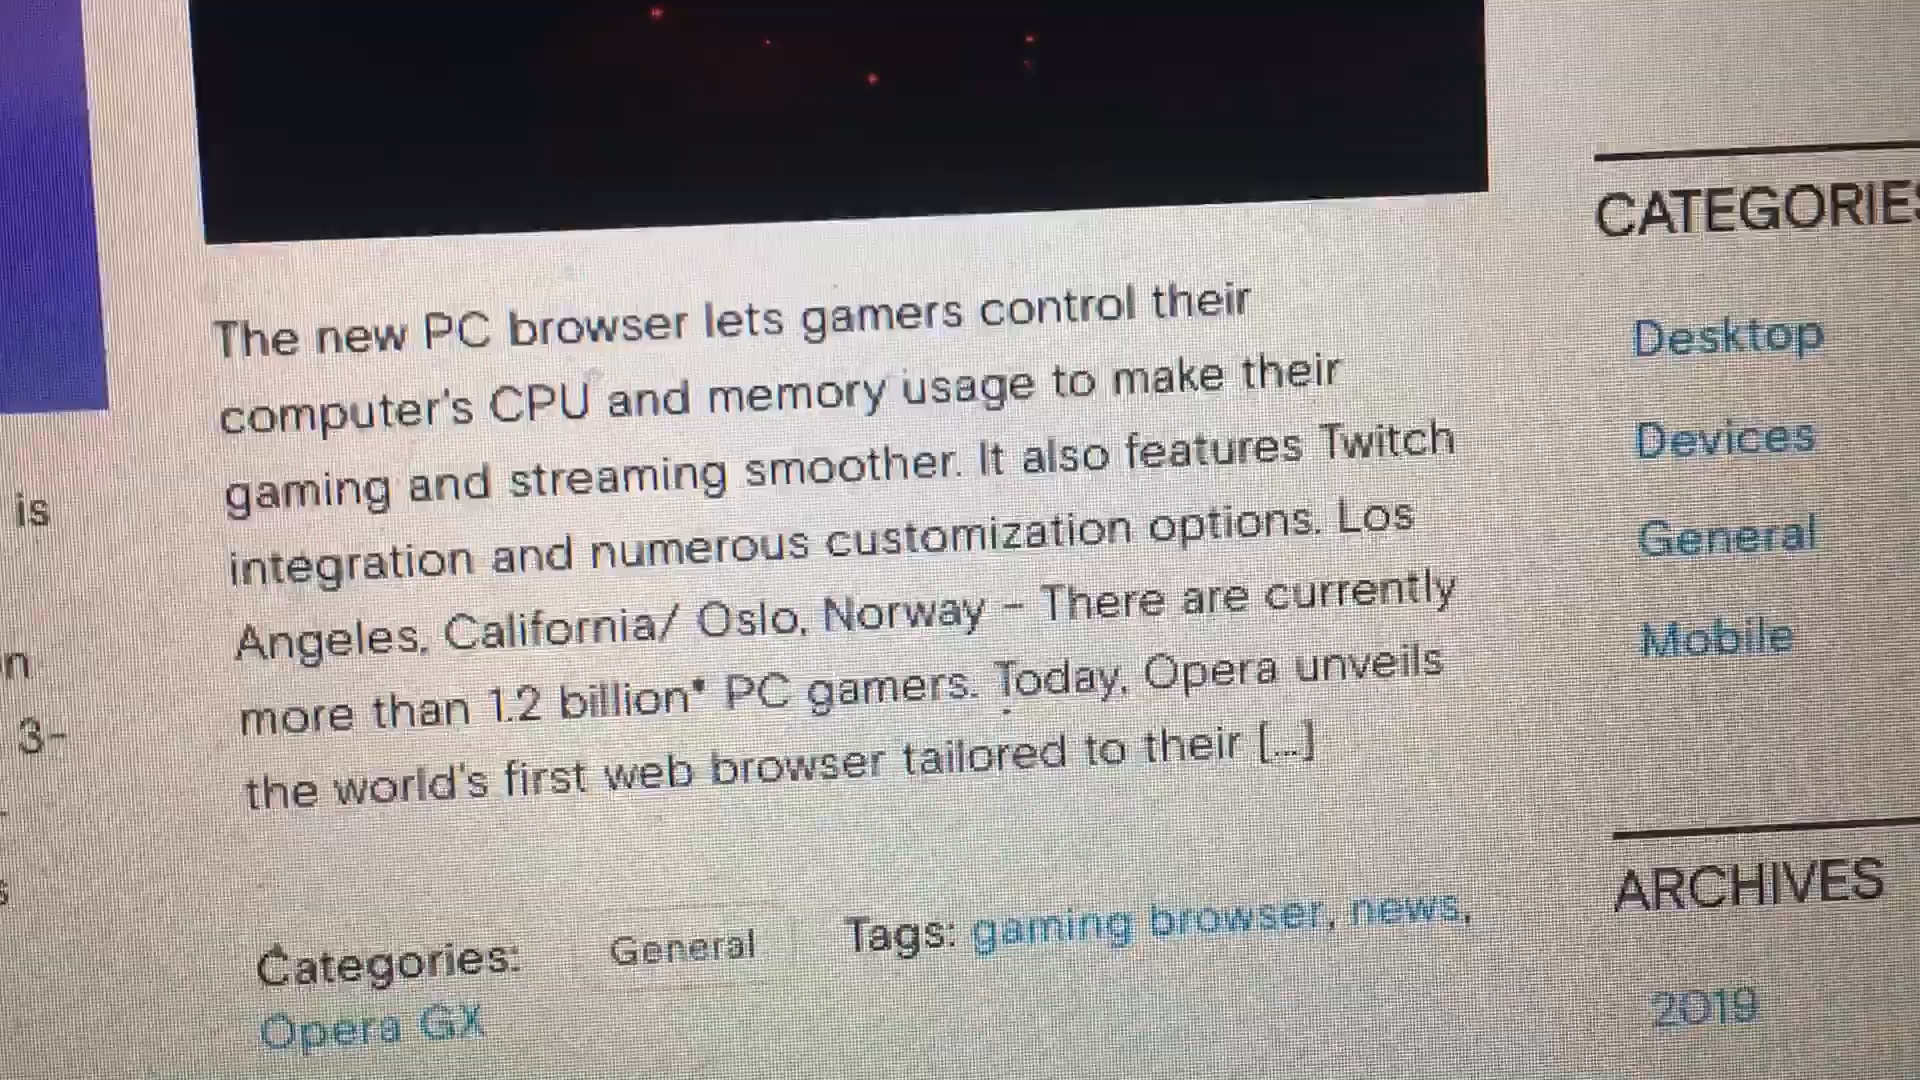 The new PC browser lets gamers control their
computer's CPU and memory usage to make their
gaming and streaming smoother. It also features Twitch
integration and numerous customization options. Los
Angeles, California/ Oslo, Norway – There are currently
more than 1.2 billion* PC gamers. Today, Opera unveils
the world's first web browser tailored to their [...]
Categories: General Tags: gaming browser, news,
Opera GX
is
3-
CATEGORIES
Desktop
Devices
General
Mobile
ARCHIVES
2019